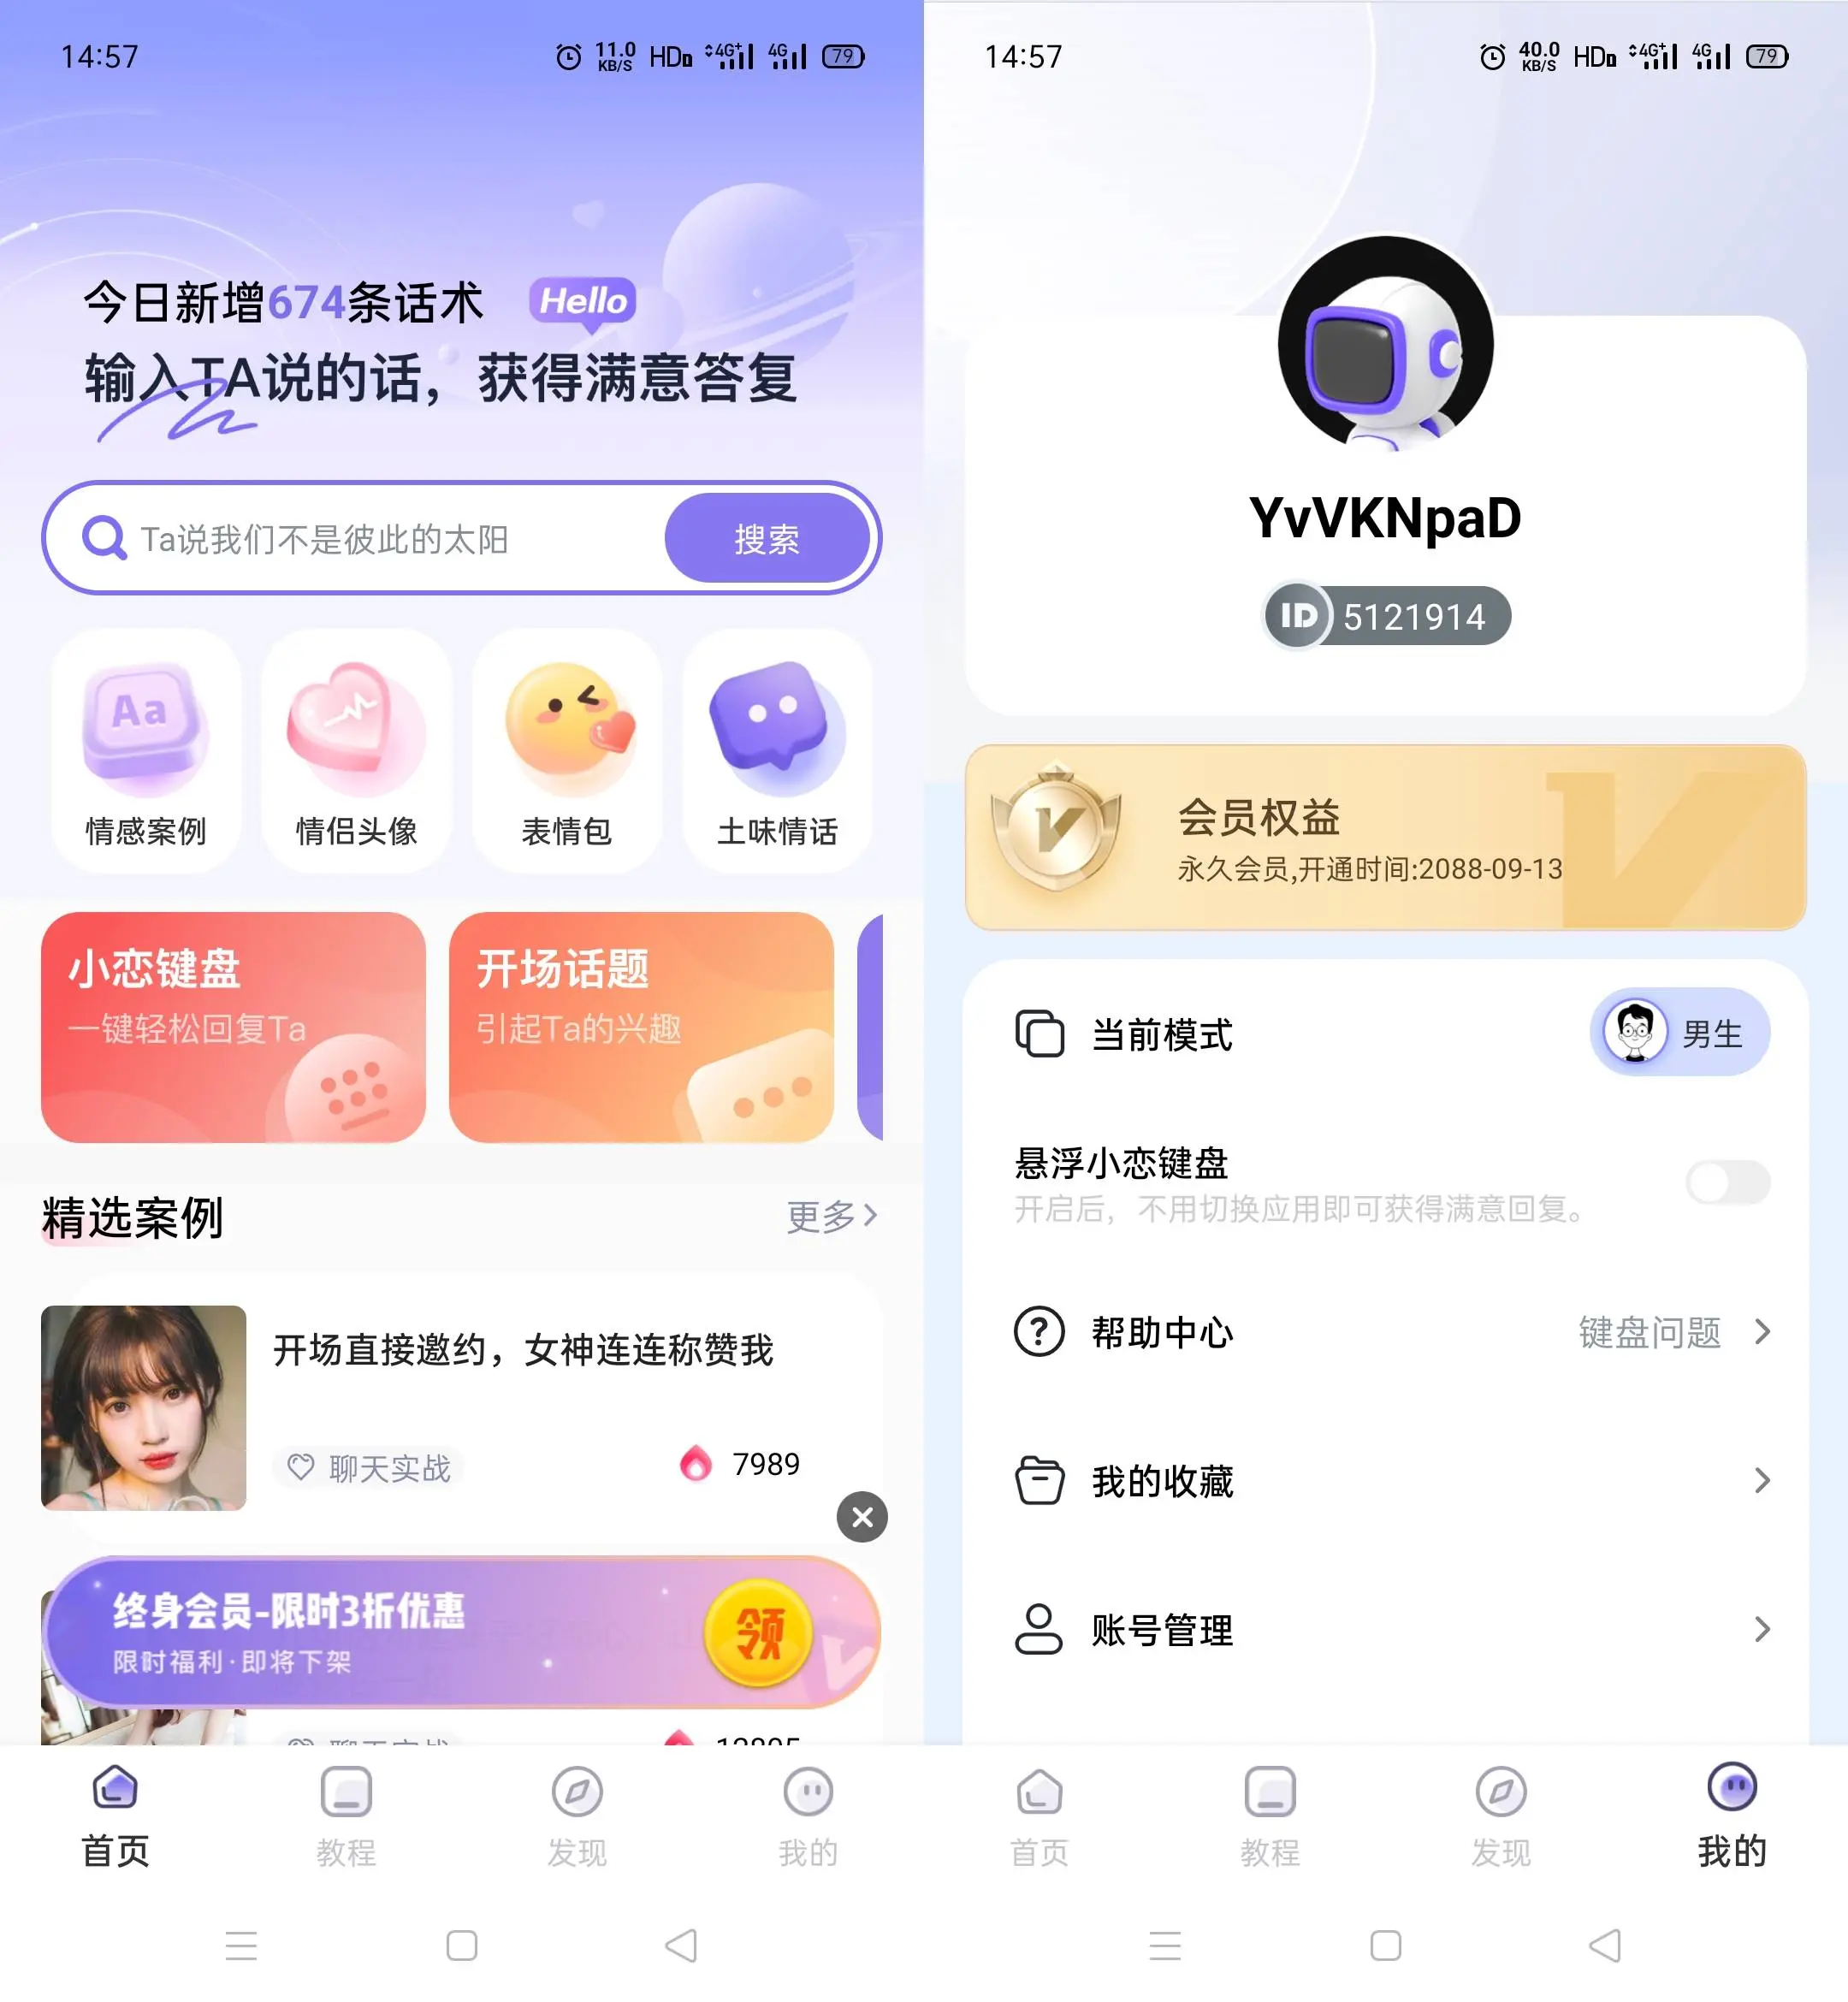 14:57
11.0 KB/S HD 4G+ 4G 79
今日新增674条话术
Hello
输入TA说的话，获得满意答复
Ta说我们不是彼此的太阳
搜索
Aa
情感案例
情侣头像
表情包
土味情话
小恋键盘
一键轻松回复Ta
开场话题
引起Ta的兴趣
精选案例
更多
开场直接邀约，女神连连称赞我
聊天实战
7989
终身会员-限时3折优惠
限时福利·即将下架
领
首页
教程
发现
我的
14:57
40.0 KB/S HD 4G+ 4G 79
YvVKNpaD
ID 5121914
会员权益
永久会员,开通时间:2088-09-13
当前模式
男生
悬浮小恋键盘
开启后，不用切换应用即可获得满意回复。
帮助中心
键盘问题
我的收藏
账号管理
首页
教程
发现
我的